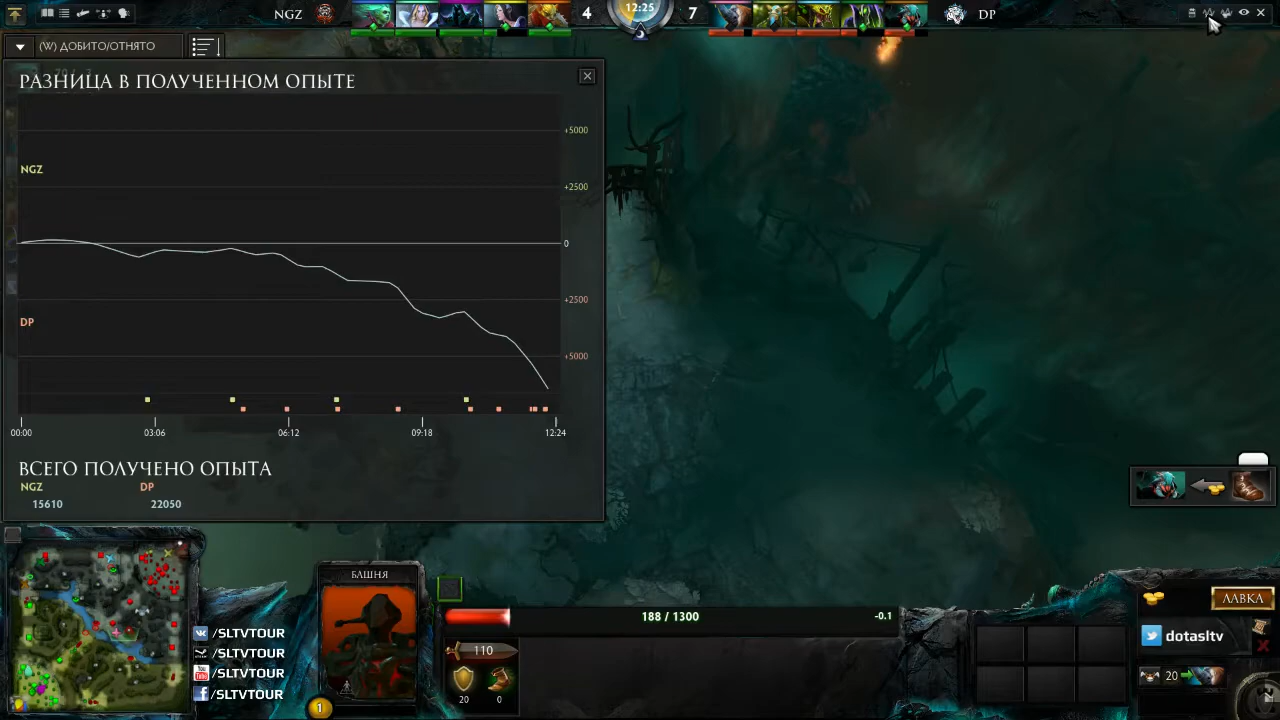 NGZ
4
12:25
7
DP
(W) ДОБИТО/ОТНЯТО
РАЗНИЦА В ПОЛУЧЕННОМ ОПЫТЕ
+5000
NGZ
+2500
0
+2500
DP
+5000
00:00
03:06
06:12
09:18
12:24
ВСЕГО ПОЛУЧЕНО ОПЫТА
NGZ
DP
15610
22050
БАШНЯ
188 / 1300
-0.1
110
20
0
1
/SLTVTOUR
/SLTVTOUR
You Tube
/SLTVTOUR
/SLTVTOUR
ЛАВКА
dotasltv
20